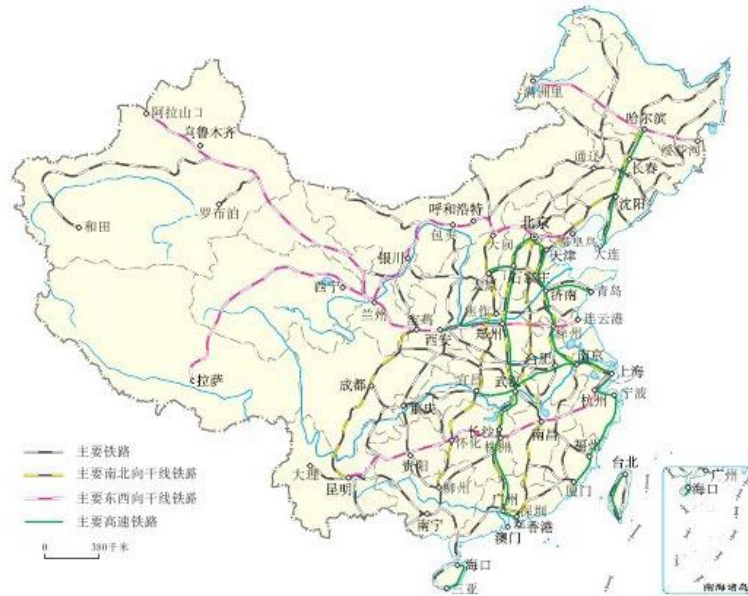 满洲里
哈尔滨
绥芬河
阿拉山口
乌鲁木齐
通辽
长春
沈阳
呼和浩特
包头
北京
大同
秦皇岛
罗布泊
和田
银川
天津
大连
石家庄
太原
西宁
济南
青岛
兰州
焦作
连云港
宝鸡
西安
郑州
徐州
合肥
南京
拉萨
成都
宜昌
武汉
上海
宁波
杭州
重庆
长沙
南昌
怀化
株洲
福州
台北
大理
贵阳
昆明
柳州
厦门
广州
深圳
南宁
香港
澳门
海口
三亚
主要铁路
主要南北向干线铁路
主要东西向干线铁路
主要高速铁路
0 380千米
广州
海口
南海诸岛